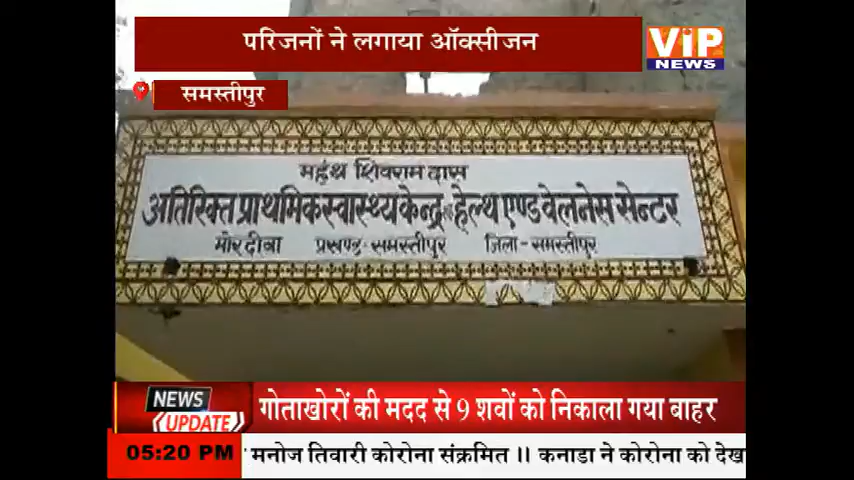 परिजनों ने लगाया ऑक्सीजन
ViP
NEWS
समस्तीपुर
महंथ शिवराम दास
अतिरिक्त प्राथमिक स्वास्थ्य केन्द्र हेल्थ एण्ड वेलनेस सेन्टर
मोरदीवा प्रखण्ड-समस्तीपुर जिला-समस्तीपुर
NEWS
UPDATE
गोताखोरों की मदद से 9 शवों को निकाला गया बाहर
05:20 PM
मनोज तिवारी कोरोना संक्रमित ।। कनाडा ने कोरोना को देख